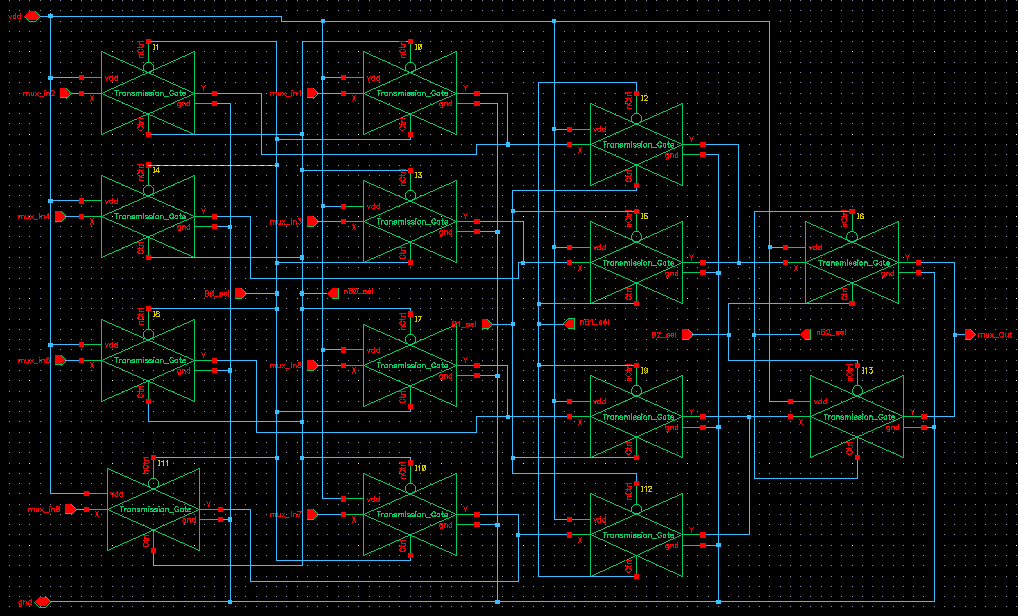 vdd
I1
nCtrl
vdd
mux_in2
Transmission_Gate
X
Y
gnd
Ctrl
I0
nCtrl
vdd
mux_in1
Transmission_Gate
X
Y
gnd
Ctrl
I2
nCtrl
vdd
Transmission_Gate
X
Y
gnd
Ctrl
I4
nCtrl
vdd
mux_in4
Transmission_Gate
X
Y
gnd
Ctrl
I3
nCtrl
vdd
mux_in3
Transmission_Gate
X
Y
gnd
Ctrl
nCtrl
vdd
Transmission_Gate
X
Y
gnd
Ctrl
nCtrl
vdd
Transmission_Gate
X
Y
gnd
Ctrl
B0_sel
nB0_sel
B1_sel
nB1_sel
B2_sel
nB2_sel
mux_Out
nCtrl
vdd
mux_in6
Transmission_Gate
X
Y
gnd
Ctrl
I7
nCtrl
vdd
Transmission_Gate
X
Y
gnd
Ctrl
I9
nCtrl
vdd
Transmission_Gate
X
Y
gnd
Ctrl
I13
nCtrl
vdd
Transmission_Gate
X
Y
gnd
Ctrl
I11
nCtrl
vdd
Transmission_Gate
X
Y
gnd
Ctrl
I10
nCtrl
vdd
mux_in7
Transmission_Gate
X
Y
gnd
Ctrl
I12
nCtrl
vdd
Transmission_Gate
X
Y
gnd
Ctrl
gnd